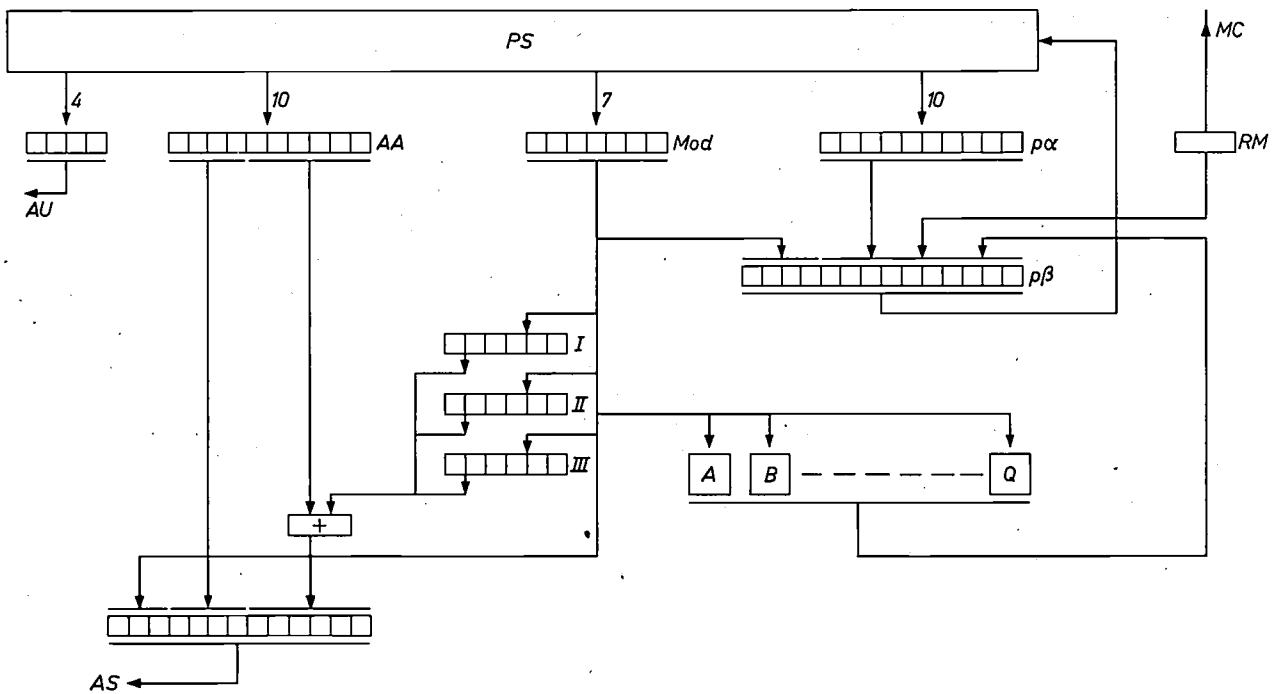 PS
MC
4 10 7 10
AA Mod pα RM
AU
pβ
I
II
III
A B Q
+
AS